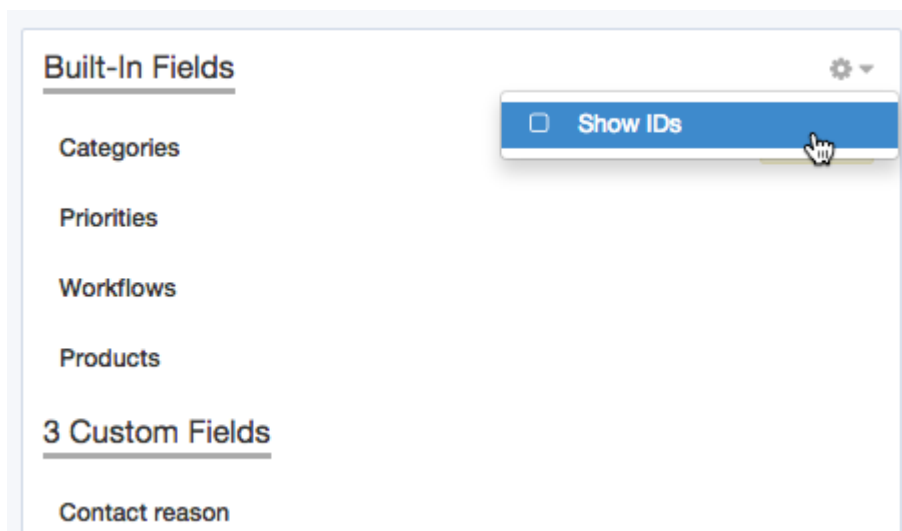 Built-In Fields
Show IDs
Categories
Priorities
Workflows
Products
3 Custom Fields
Contact reason